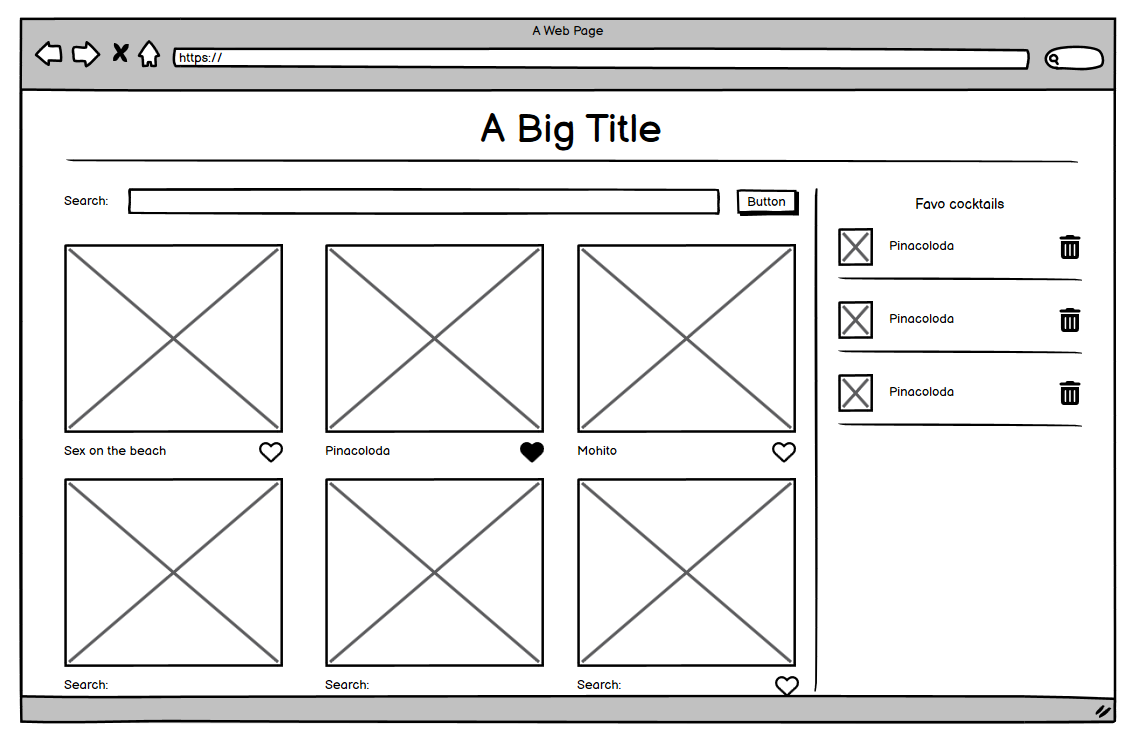 A Web Page
https://
A Big Title
Search:
Button
Favo cocktails
Pinacoloda
Pinacoloda
Pinacoloda
Sex on the beach
Pinacoloda
Mohito
Search:
Search:
Search: